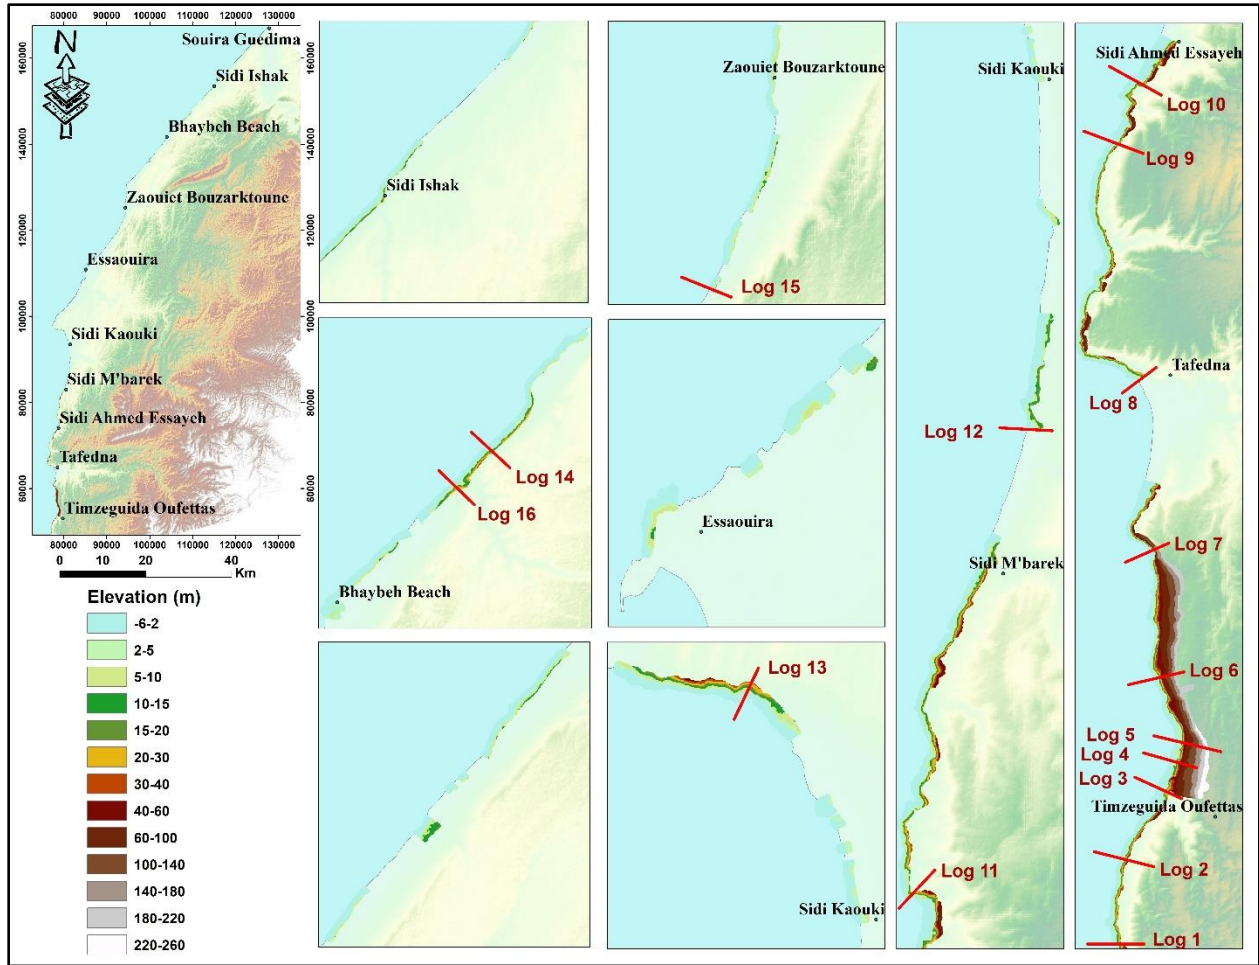 80000 90000 100000 110000 120000 130000
N
160000
140000
120000
100000
80000
60000
160000
140000
120000
100000
80000
60000
Souira Guedima
Sidi Ishak
Bhaybeh Beach
Zaouiet Bouzarktoune
Essaouira
Sidi Kaouki
Sidi M'barek
Sidi Ahmed Essayeh
Tafedna
Timzeguida Oufettas
80000 90000 100000 110000 120000 130000
0 10 20 40
Km
Elevation (m)
-6-2
2-5
5-10
10-15
15-20
20-30
30-40
40-60
60-100
100-140
140-180
180-220
220-260
Sidi Ishak
Zaouiet Bouzarktoune
Log 15
Log 14
Log 16
Bhaybeh Beach
Essaouira
Log 13
Sidi Kaouki
Sidi Kaouki
Log 12
Sidi M'barek
Log 11
Sidi Ahmed Essayeh
Log 10
Log 9
Tafedna
Log 8
Log 7
Log 6
Log 5
Log 4
Log 3
Timzeguida Oufettas
Log 2
Log 1